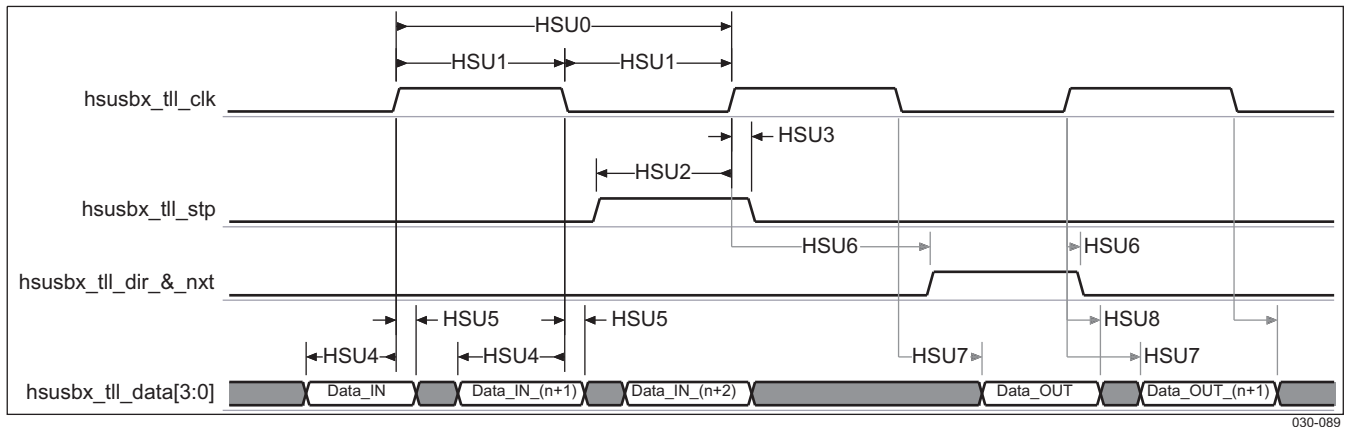 HSU0
HSU1 HSU1
hsusbx_tll_clk
HSU3
HSU2
hsusbx_tll_stp
HSU6 HSU6
hsusbx_tll_dir_&_nxt
HSU5 HSU5 HSU8
HSU4 HSU4 HSU7 HSU7
hsusbx_tll_data[3:0] Data_IN Data_IN_(n+1) Data_IN_(n+2) Data_OUT Data_OUT_(n+1)
030-089